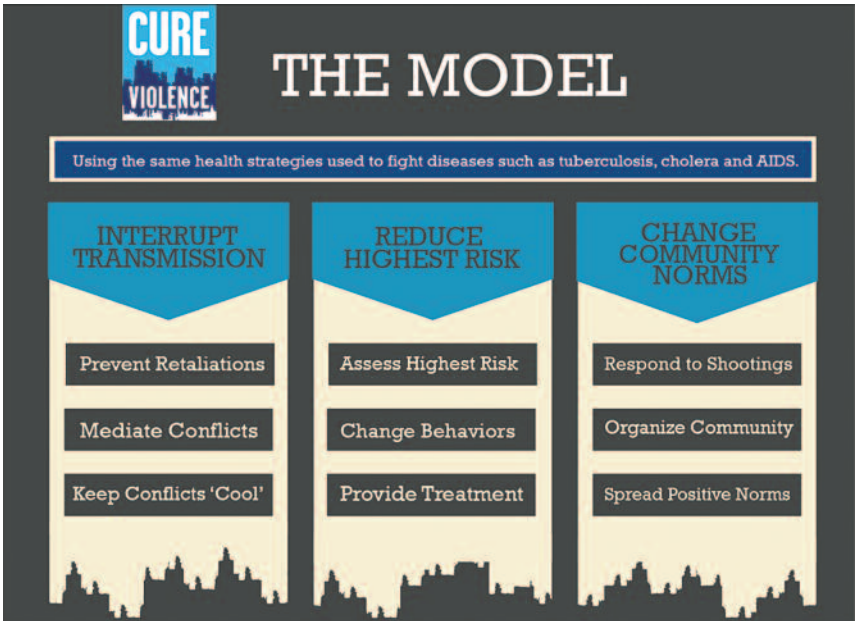 CURE
VIOLENCE
THE MODEL
Using the same health strategies used to fight diseases such as tuberculosis, cholera and AIDS.
INTERRUPT
TRANSMISSION
Prevent Retaliations
Mediate Conflicts
Keep Conflicts ‘Cool’
REDUCE
HIGHEST RISK
Assess Highest Risk
Change Behaviors
Provide Treatment
CHANGE
COMMUNITY
NORMS
Respond to Shootings
Organize Community
Spread Positive Norms